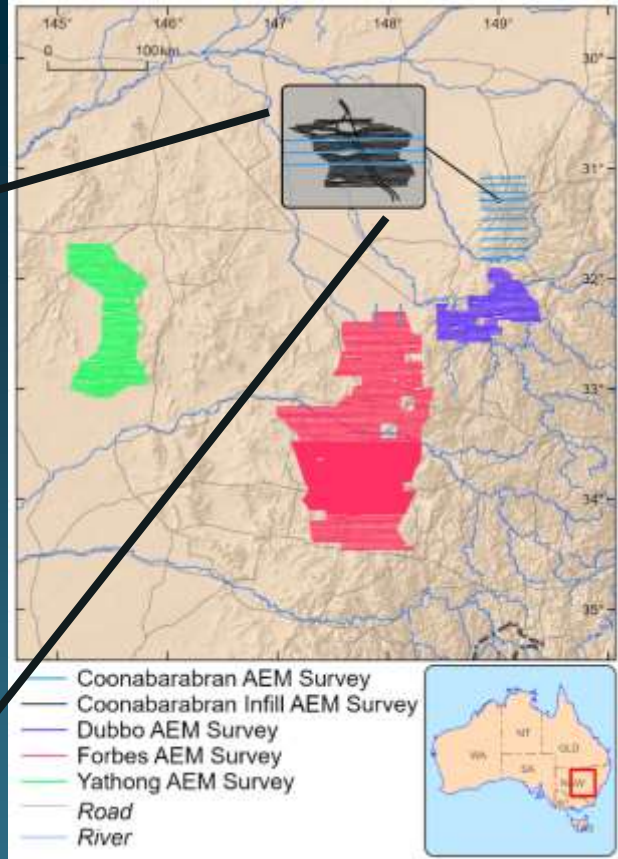 145° 146° 147° 148° 149°
0 100km
30°
31°
32°
33°
34°
35°
Coonabarabran AEM Survey
Coonabarabran Infill AEM Survey
Dubbo AEM Survey
Forbes AEM Survey
Yathong AEM Survey
Road
River
NT
QLD
WA
SA
NSW